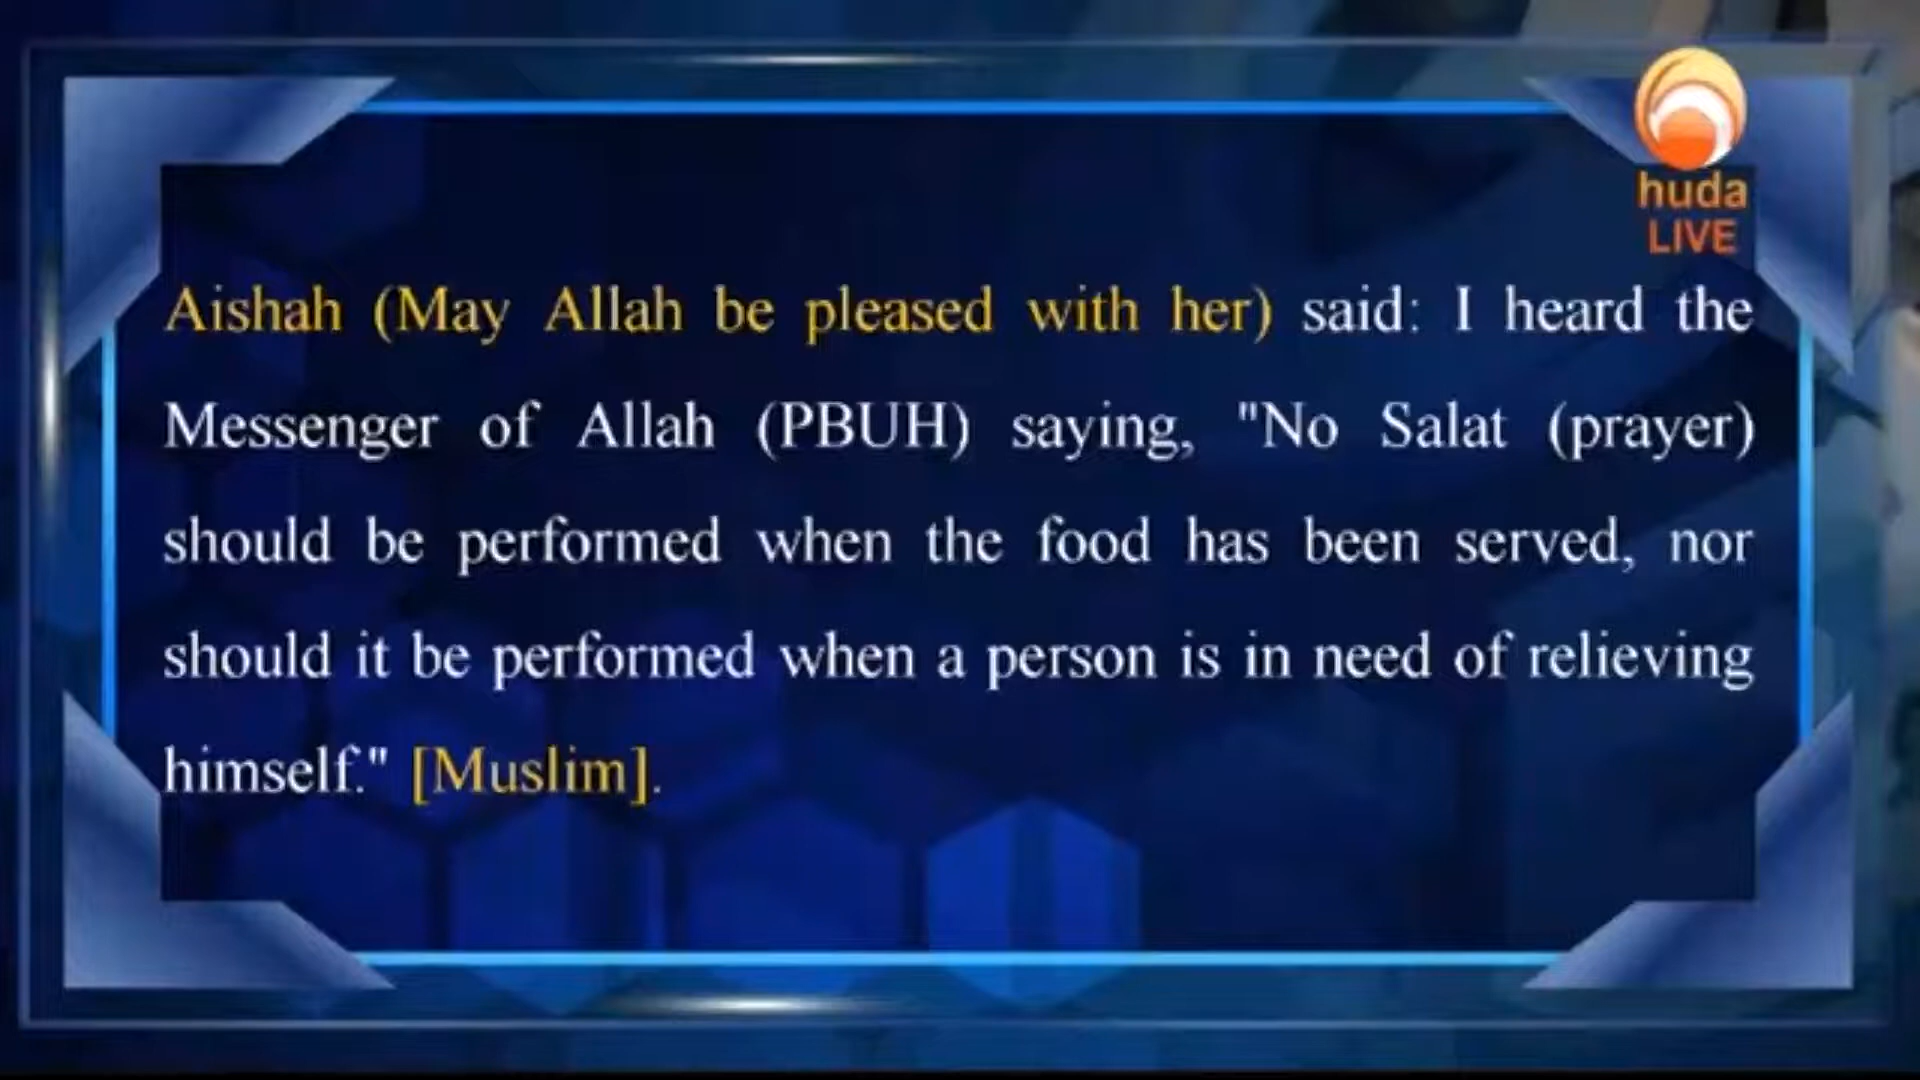 huda
LIVE
Aishah (May Allah be pleased with her) said: I heard the
Messenger of Allah (PBUH) saying, "No Salat (prayer)
should be performed when the food has been served, nor
should it be performed when a person is in need of relieving
himself." [Muslim].